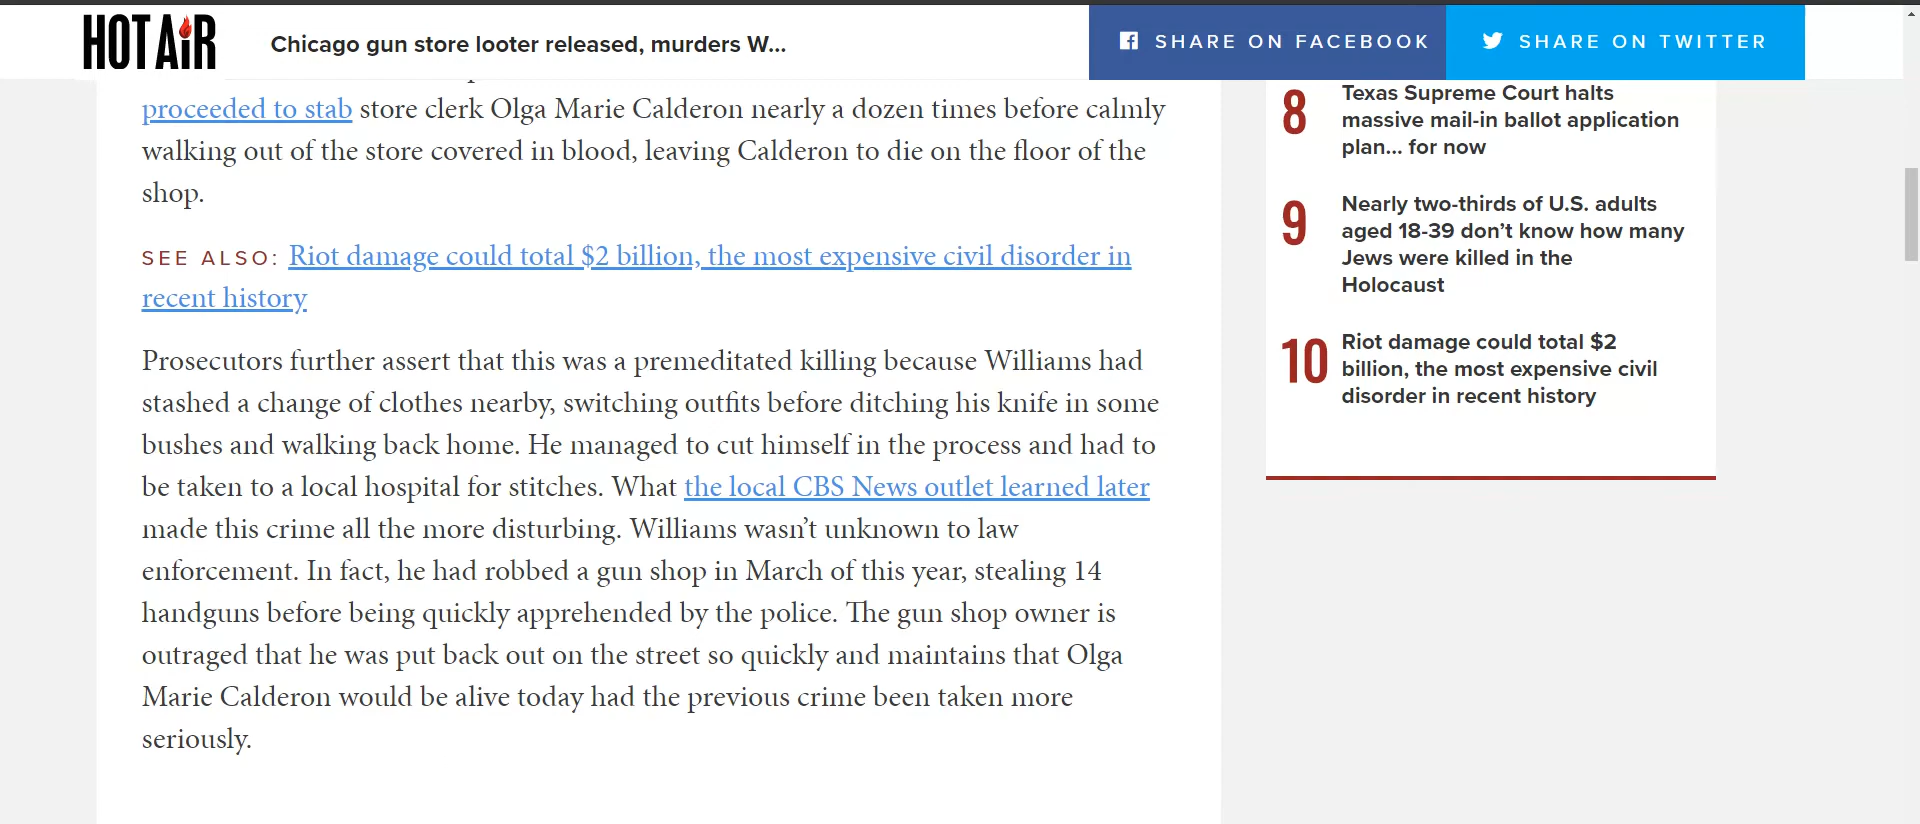 HOT AiR
Chicago gun store looter released, murders W...
SHARE ON FACEBOOK
SHARE ON TWITTER
proceeded to stab store clerk Olga Marie Calderon nearly a dozen times before calmly
walking out of the store covered in blood, leaving Calderon to die on the floor of the
shop.
SEE ALSO: Riot damage could total $2 billion, the most expensive civil disorder in
recent history
Prosecutors further assert that this was a premeditated killing because Williams had
stashed a change of clothes nearby, switching outfits before ditching his knife in some
bushes and walking back home. He managed to cut himself in the process and had to
be taken to a local hospital for stitches. What the local CBS News outlet learned later
made this crime all the more disturbing. Williams wasn’t unknown to law
enforcement. In fact, he had robbed a gun shop in March of this year, stealing 14
handguns before being quickly apprehended by the police. The gun shop owner is
outraged that he was put back out on the street so quickly and maintains that Olga
Marie Calderon would be alive today had the previous crime been taken more
seriously.
8
Texas Supreme Court halts
massive mail-in ballot application
plan... for now
9
Nearly two-thirds of U.S. adults
aged 18-39 don’t know how many
Jews were killed in the
Holocaust
10
Riot damage could total $2
billion, the most expensive civil
disorder in recent history